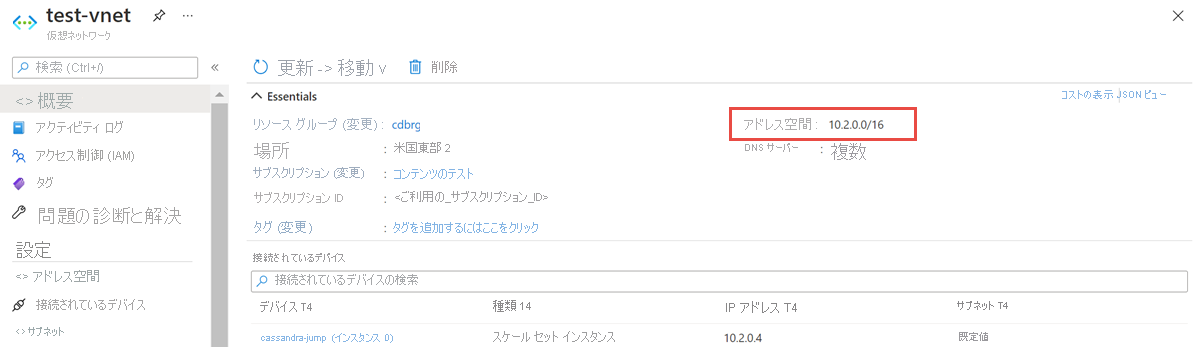 test-vnet
仮想ネットワーク
検索 (Ctrl+/)
«
<> 概要
アクティビティ ログ
アクセス制御 (IAM)
タグ
問題の診断と解決
設定
<> アドレス空間
接続されているデバイス
<> サブネット
更新 -> 移動 ∨ 削除
Essentials
コストの表示 JSON ビュー
リソース グループ (変更) : cdbrg
アドレス空間 : 10.2.0.0/16
場所 : 米国東部 2
DNS サーバー : 複数
サブスクリプション (変更) : コンテンツのテスト
サブスクリプション ID : <ご利用の_サブスクリプション_ID>
タグ (変更) : タグを追加するにはここをクリック
接続されているデバイス
接続されているデバイスの検索
デバイス T4 種類 14 IP アドレス T4 サブネット T4
cassandra-jump (インスタンス 0) スケール セット インスタンス 10.2.0.4 既定値